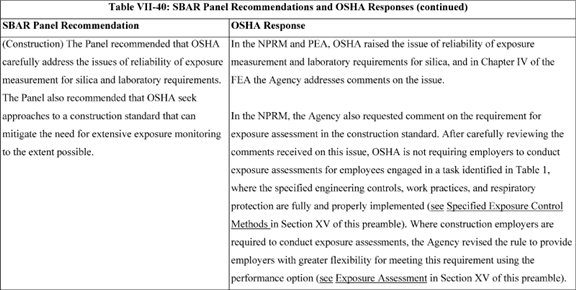 Table VII-40: SBAR Panel Recommendations and OSHA Responses (continued)
SBAR Panel Recommendation
OSHA Response
(Construction) The Panel recommended that OSHA
carefully address the issues of reliability of exposure
measurement for silica and laboratory requirements.
The Panel also recommended that OSHA seek
approaches to a construction standard that can
mitigate the need for extensive exposure monitoring
to the extent possible.
In the NPRM and PEA, OSHA raised the issue of reliability of exposure
measurement and laboratory requirements for silica, and in Chapter IV of the
FEA the Agency addresses comments on the issue.
In the NPRM, the Agency also requested comment on the requirement for
exposure assessment in the construction standard. After carefully reviewing the
comments received on this issue, OSHA is not requiring employers to conduct
exposure assessments for employees engaged in a task identified in Table 1,
where the specified engineering controls, work practices, and respiratory
protection are fully and properly implemented (see Specified Exposure Control
Methods in Section XV of this preamble). Where construction employers are
required to conduct exposure assessments, the Agency revised the rule to provide
employers with greater flexibility for meeting this requirement using the
performance option (see Exposure Assessment in Section XV of this preamble).